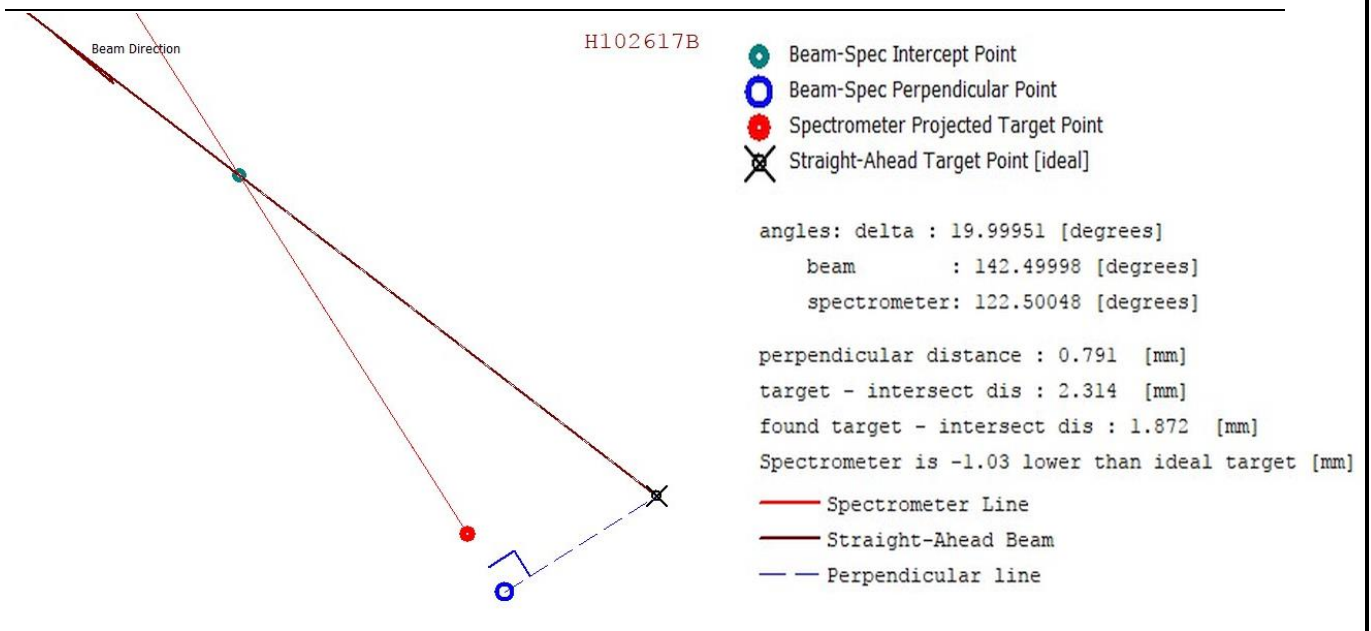 Beam Direction
H102617B
Beam-Spec Intercept Point
Beam-Spec Perpendicular Point
Spectrometer Projected Target Point
Straight-Ahead Target Point [ideal]
angles: delta : 19.99951 [degrees]
beam : 142.49998 [degrees]
spectrometer: 122.50048 [degrees]
perpendicular distance : 0.791 [mm]
target - intersect dis : 2.314 [mm]
found target - intersect dis : 1.872 [mm]
Spectrometer is -1.03 lower than ideal target [mm]
Spectrometer Line
Straight-Ahead Beam
Perpendicular line